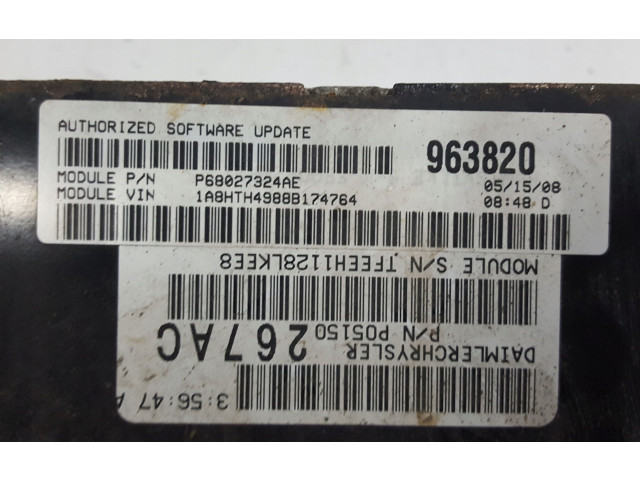 AUTHORIZED SOFTWARE UPDATE
963820
MODULE P/N P68027324AE
05/15/08
MODULE VIN 1A8HTH4988B174764
08:48 D
MODULE S/N TFEEH1128LKEE8
267AC
P/N P05150
DAIMLERCHRYSLER
3:56:47 A